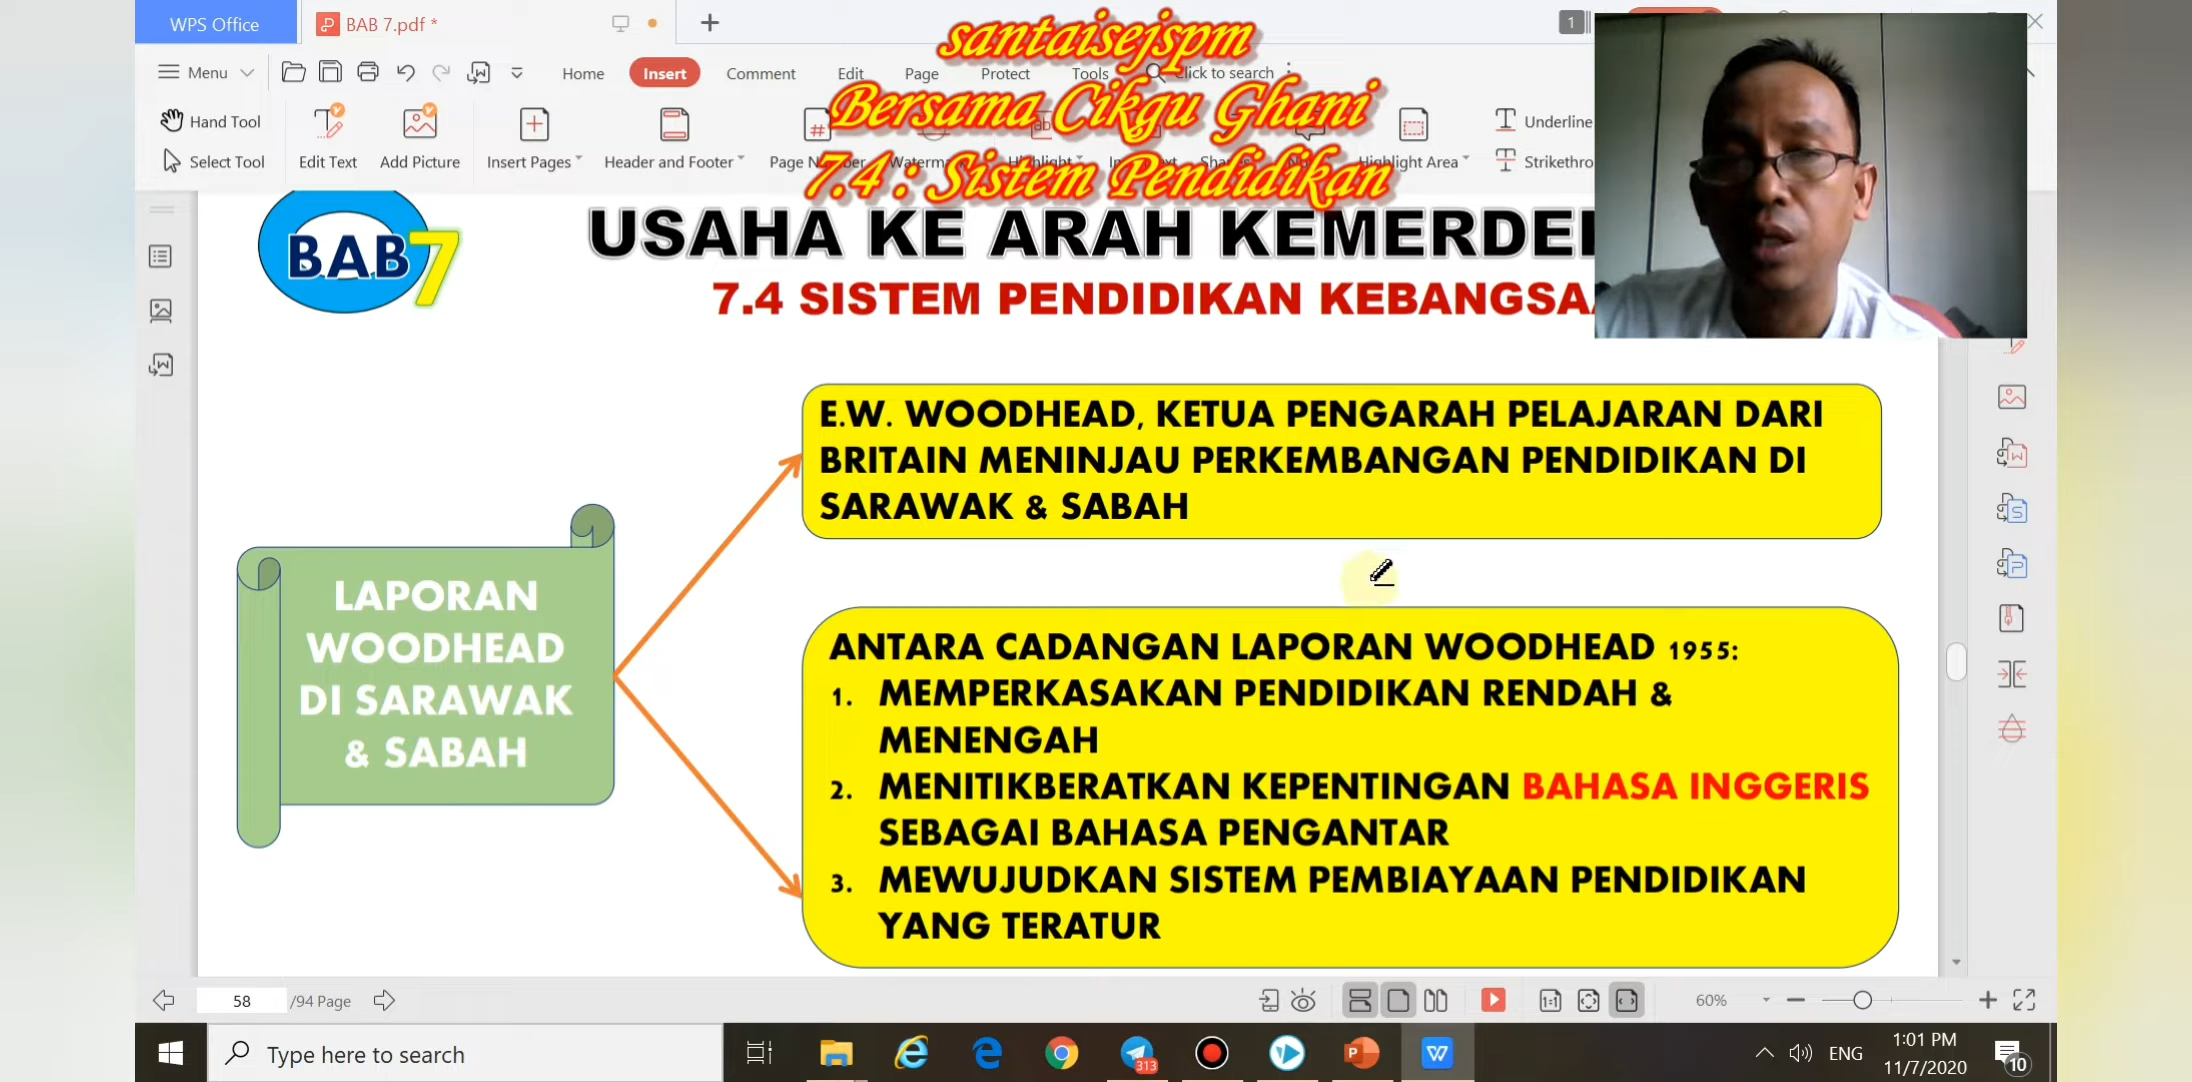 WPS Office
BAB 7.pdf *
1
santaisejspm
Menu
Home
Insert
Comment
Edit
Page
Protect
Tools
Click to search
Bersama Cikgu Ghani
Hand Tool
Underline
Select Tool
Edit Text
Add Picture
Insert Pages
Header and Footer
Highlight Area
7.4 : Sistem Pendidikan
BAB 7
USAHA KE ARAH
7.4 SISTEM PENDIDIKAN
E.W. WOODHEAD, KETUA PENGARAH PELAJARAN DARI
BRITAIN MENINJAU PERKEMBANGAN PENDIDIKAN DI
SARAWAK & SABAH
LAPORAN
WOODHEAD
DI SARAWAK
& SABAH
ANTARA CADANGAN LAPORAN WOODHEAD 1955:
1. MEMPERKASAKAN PENDIDIKAN RENDAH &
MENENGAH
2. MENITIKBERATKAN KEPENTINGAN BAHASA INGGERIS
SEBAGAI BAHASA PENGANTAR
3. MEWUJUDKAN SISTEM PEMBIAYAAN PENDIDIKAN
YANG TERATUR
58 /94 Page
60%
Type here to search
313
ENG
1:01 PM
11/7/2020
10